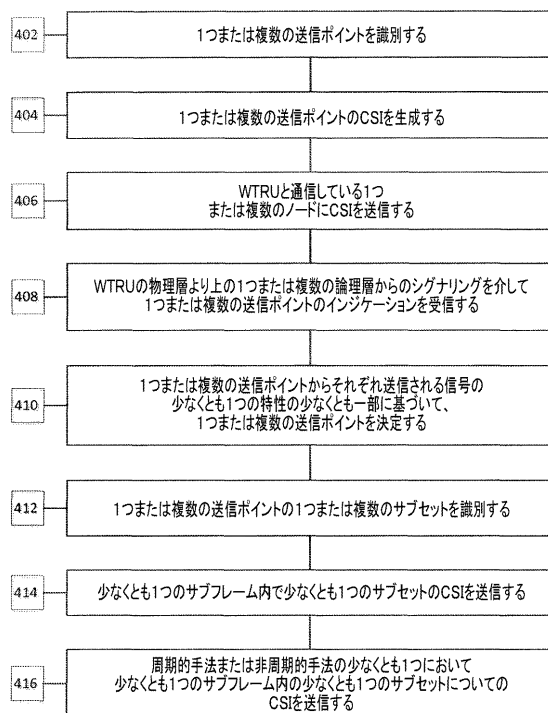 402
1つまたは複数の送信ポイントを識別する
404
1つまたは複数の送信ポイントのCSIを生成する
406
WTRUと通信している1つ
または複数のノードにCSIを送信する
408
WTRUの物理層より上の1つまたは複数の論理層からのシグナリングを介して
1つまたは複数の送信ポイントのインジケーションを受信する
410
1つまたは複数の送信ポイントからそれぞれ送信される信号の
少なくとも1つの特性の少なくとも一部に基づいて、
1つまたは複数の送信ポイントを決定する
412
1つまたは複数の送信ポイントの1つまたは複数のサブセットを識別する
414
少なくとも1つのサブフレーム内で少なくとも1つのサブセットのCSIを送信する
416
周期的手法または非周期的手法の少なくとも1つにおいて
少なくとも1つのサブフレーム内の少なくとも1つのサブセットについての
CSIを送信する